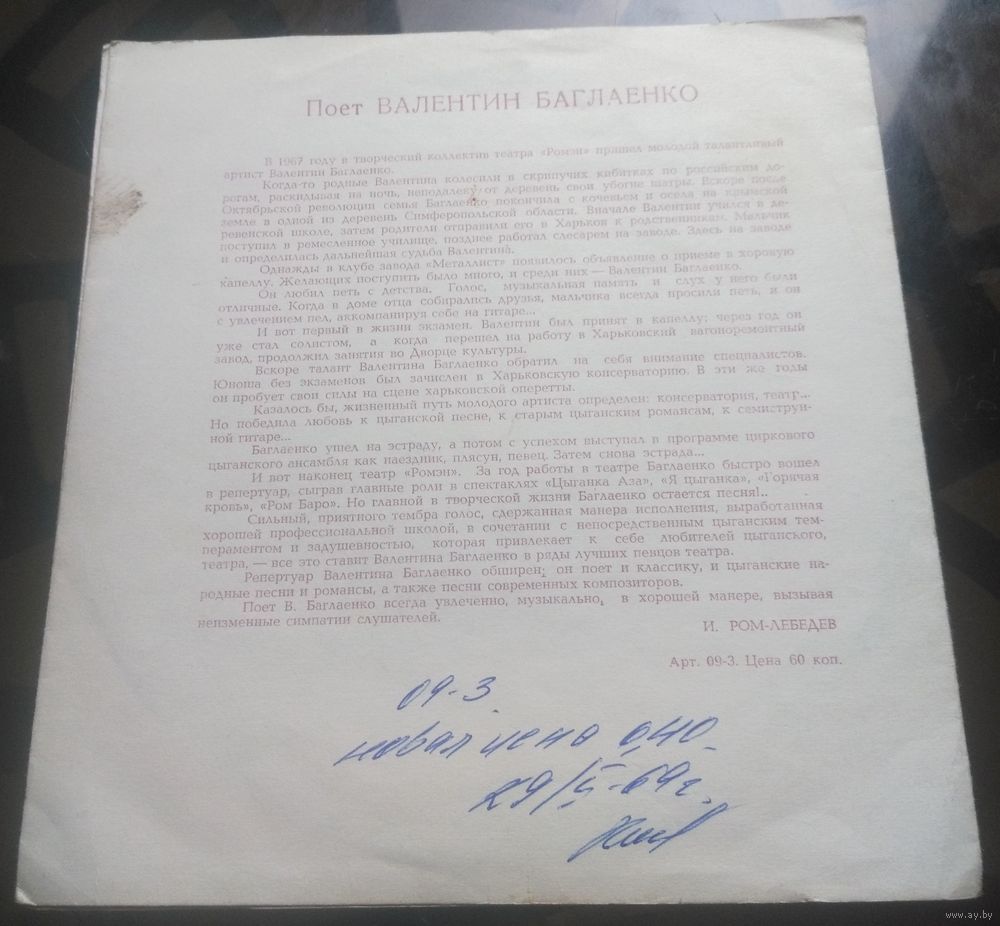 Поет ВАЛЕНТИН БАГЛАЕНКО
В 1967 году в творческий коллектив театра «Ромэн» пришел молодой талантливый
артист Валентин Баглаенко.
Когда-то родные Валентина колесили в скрипучих кибитках по российским до-
рогам, раскидывая на ночь, неподалеку от деревень свои убогие шатры. Вскоре после
Октябрьской революции семья Баглаенко покончила с кочевьем и осела на крымской
земле в одной из деревень Симферопольской области. Вначале Валентин учился в де-
ревенской школе, затем родители отправили его в Харьков к родственникам. Мальчик
поступил в ремесленное училище, позднее работал слесарем на заводе. Здесь на заводе
и определилась дальнейшая судьба Валентина.
Однажды в клубе завода «Металлист» появилось объявление о приеме в хоровую
капеллу. Желающих поступить было много, и среди них — Валентин Баглаенко.
Он любил петь с детства. Голос, музыкальная память и слух у него были
отличные. Когда в доме отца собирались друзья, мальчика всегда просили петь, и он
с увлечением пел, аккомпанируя себе на гитаре...
И вот первый в жизни экзамен. Валентин был принят в капеллу; через год он
уже стал солистом, а когда перешел на работу в Харьковский вагоноремонтный
завод, продолжил занятия во Дворце культуры.
Вскоре талант Валентина Баглаенко обратил на себя внимание специалистов.
Юноша без экзаменов был зачислен в Харьковскую консерваторию. В эти же годы
он пробует свои силы на сцене харьковской оперетты.
Казалось бы, жизненный путь молодого артиста определен: консерватория, театр...
Но победила любовь к цыганской песне, к старым цыганским романсам, к семиструн-
ной гитаре...
Баглаенко ушел на эстраду, а потом с успехом выступал в программе циркового
цыганского ансамбля как наездник, плясун, певец. Затем снова эстрада...
И вот наконец театр «Ромэн». За год работы в театре Баглаенко быстро вошел
в репертуар, сыграв главные роли в спектаклях «Цыганка Аза», «Я цыганка», «Горячая
кровь», «Ром Баро». Но главной в творческой жизни Баглаенко остается песня!..
Сильный, приятного тембра голос, сдержанная манера исполнения, выработанная
хорошей профессиональной школой, в сочетании с непосредственным цыганским тем-
пераментом и задушевностью, которая привлекает к себе любителей цыганского,
театра, — все это ставит Валентина Баглаенко в ряды лучших певцов театра.
Репертуар Валентина Баглаенко обширен: он поет и классику, и цыганские на-
родные песни и романсы, а также песни современных композиторов.
Поет В. Баглаенко всегда увлеченно, музыкально, в хорошей манере, вызывая
неизменные симпатии слушателей.
И. РОМ-ЛЕБЕДЕВ
Арт. 09-3. Цена 60 коп.
09-3.
новая цена 0,40
29/5-69г.
www.ay.by